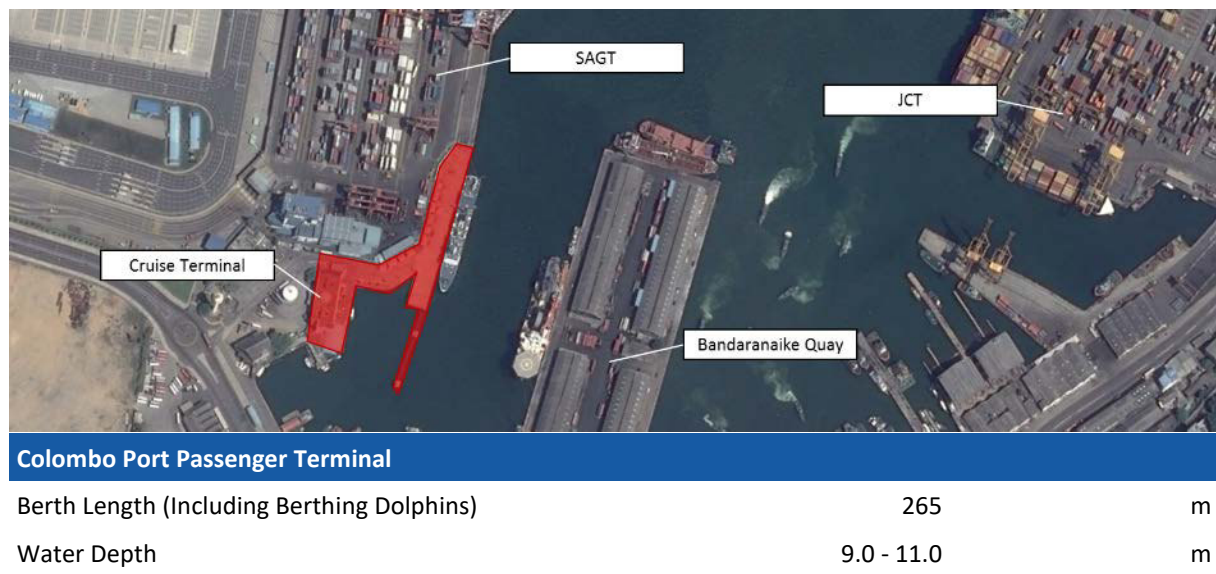 SAGT
JCT
Cruise Terminal
Bandaranaike Quay
Colombo Port Passenger Terminal
Berth Length (Including Berthing Dolphins) 265 m
Water Depth 9.0 - 11.0 m